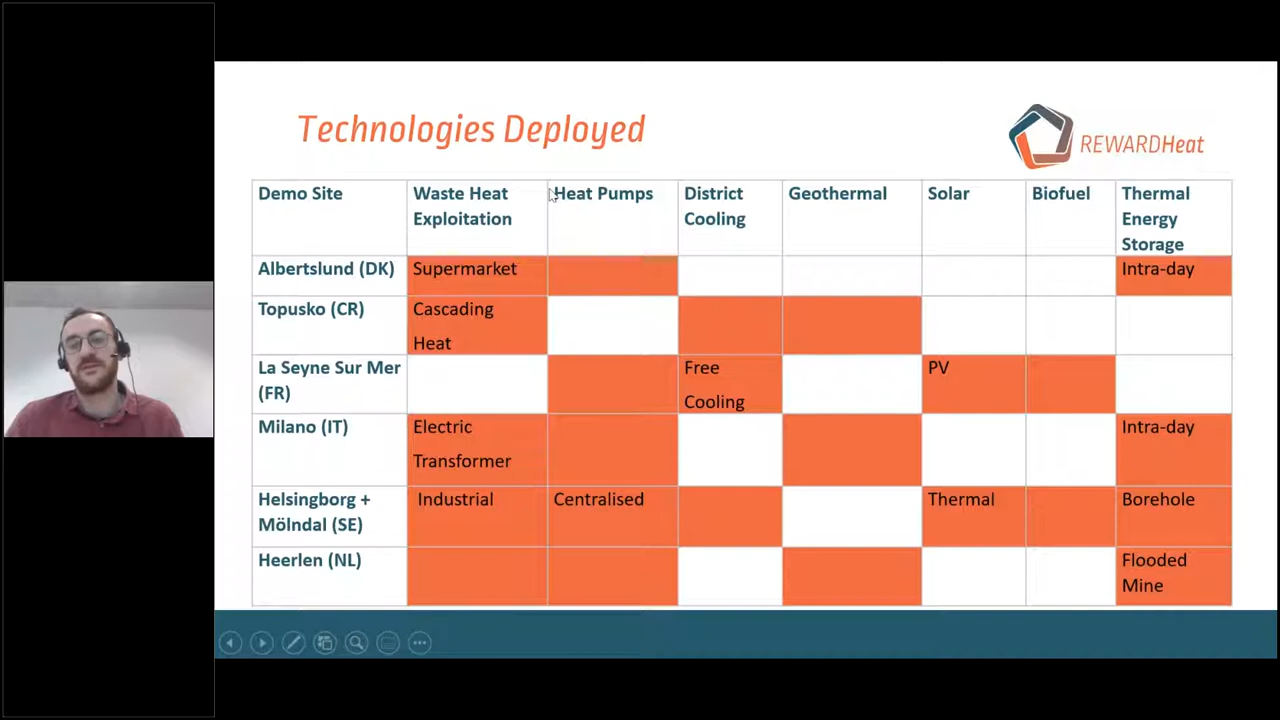 Technologies Deployed
REWARDHeat
Demo Site
Waste Heat
Exploitation
Heat Pumps
District
Cooling
Geothermal
Solar
Biofuel
Thermal
Energy
Storage
Albertslund (DK)
Supermarket
Intra-day
Topusko (CR)
Cascading
Heat
La Seyne Sur Mer
(FR)
Free
Cooling
PV
Milano (IT)
Electric
Transformer
Intra-day
Helsingborg +
Mölndal (SE)
Industrial
Centralised
Thermal
Borehole
Heerlen (NL)
Flooded
Mine